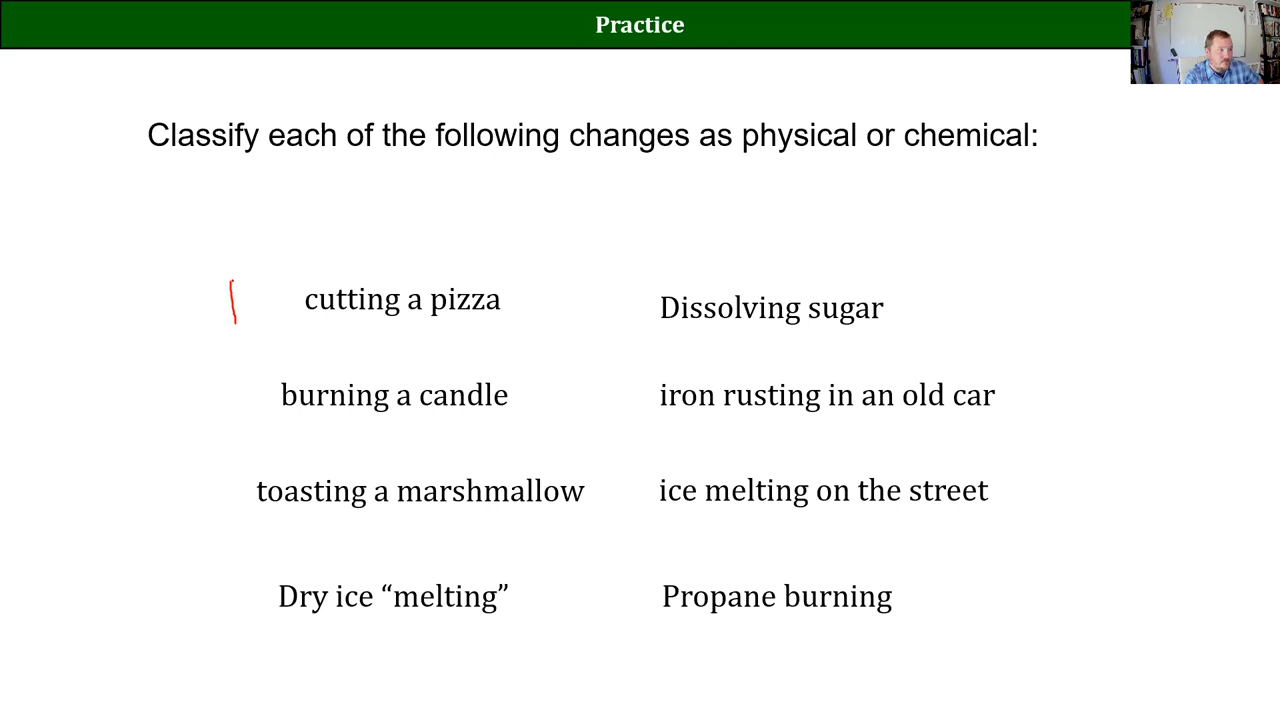 Practice
Classify each of the following changes as physical or chemical:
cutting a pizza
Dissolving sugar
burning a candle
iron rusting in an old car
toasting a marshmallow
ice melting on the street
Dry ice “melting”
Propane burning